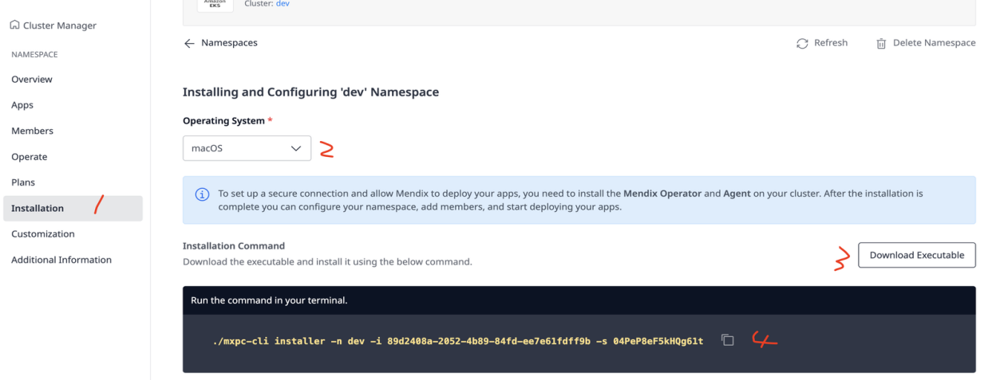 Amazon
EKS
Cluster: dev
Cluster Manager
Namespaces
Refresh
Delete Namespace
NAMESPACE
Overview
Apps
Members
Operate
Plans
Installation
1
Customization
Additional Information
Installing and Configuring 'dev' Namespace
Operating System *
macOS
2
To set up a secure connection and allow Mendix to deploy your apps, you need to install the Mendix Operator and Agent on your cluster. After the installation is
complete you can configure your namespace, add members, and start deploying your apps.
Installation Command
Download the executable and install it using the below command.
3
Download Executable
Run the command in your terminal.
./mxpc-cli installer -n dev -i 89d2408a-2052-4b89-84fd-ee7e61fdff9b -s 04PeP8eF5kHQg61t
4